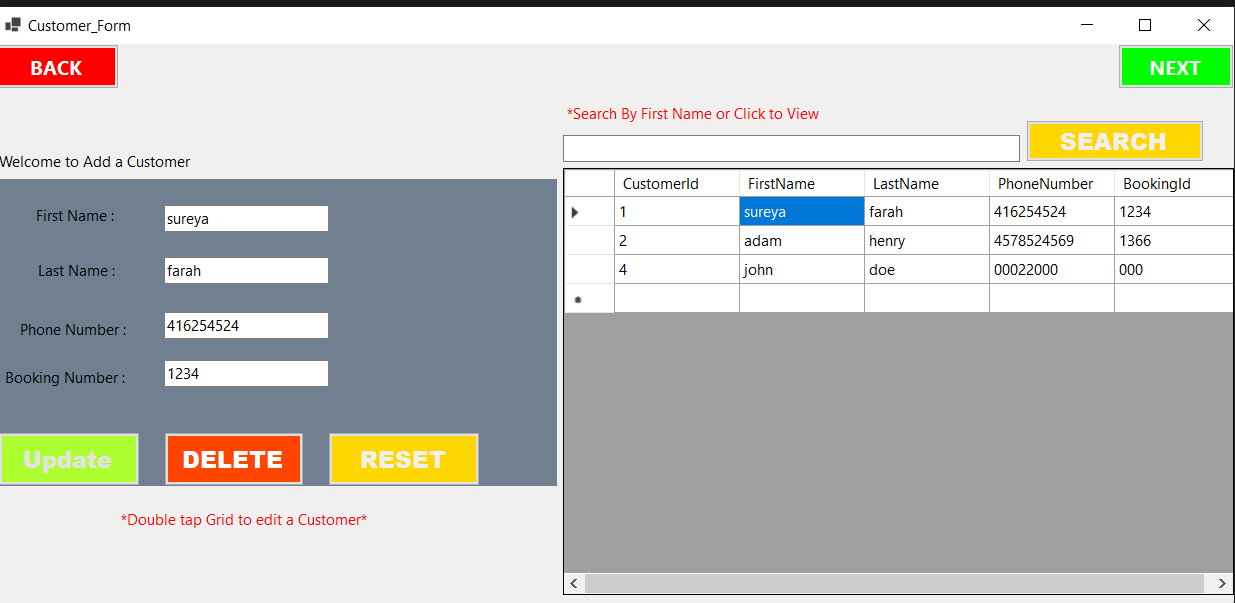 Customer_Form
BACK
NEXT
*Search By First Name or Click to View
SEARCH
Welcome to Add a Customer
First Name : sureya
Last Name : farah
Phone Number : 416254524
Booking Number : 1234
Update DELETE RESET
*Double tap Grid to edit a Customer*
CustomerId FirstName LastName PhoneNumber BookingId
1 sureya farah 416254524 1234
2 adam henry 4578524569 1366
4 john doe 00022000 000